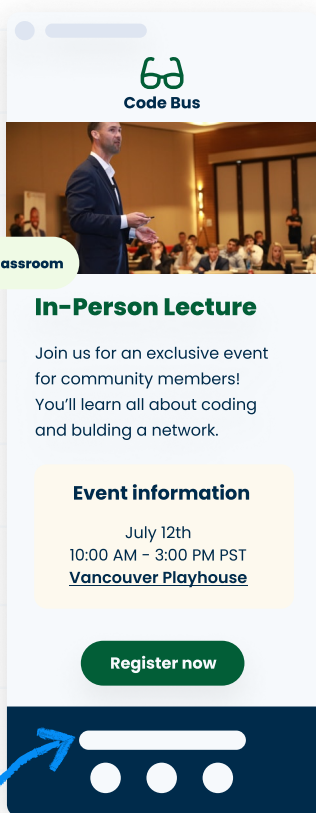 Code Bus
assroom
In-Person Lecture
Join us for an exclusive event
for community members!
You'll learn all about coding
and bulding a network.
Event information
July 12th
10:00 AM - 3:00 PM PST
Vancouver Playhouse
Register now